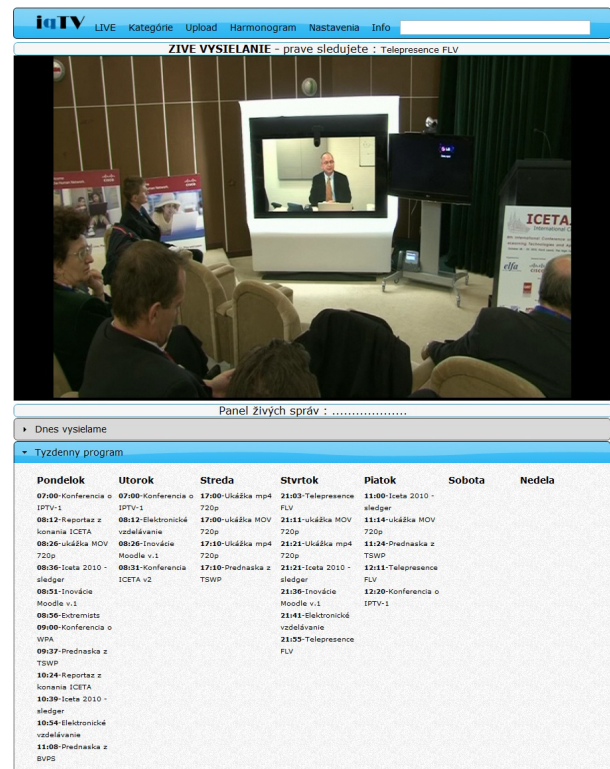 iqTV LIVE Kategórie Upload Harmonogram Nastavenia Info
ZIVE VYSIELANIE - prave sledujete : Telepresence FLV
ICETA
International
elfa
Panel živých správ : ...................
Dnes vysielame
Tyzdenny program
Pondelok
07:00-Konferencia o
IPTV-1
08:12-Reportaz z
konania ICETA
08:26-ukážka MOV
720p
08:36-Iceta 2010 -
sledger
08:51-Inovácie
Moodle v.1
08:56-Extremists
09:00-Konferencia o
WPA
09:37-Prednaska z
TSWP
10:24-Reportaz z
konania ICETA
10:39-Iceta 2010 -
sledger
10:54-Elektronické
vzdelávanie
11:08-Prednaska z
BVPS
Utorok
07:00-Konferencia o
IPTV-1
08:12-Elektronické
vzdelávanie
08:26-Inovácie
Moodle v.1
08:31-Konferencia
ICETA v2
Streda
17:00-Ukážka mp4
720p
17:00-ukážka MOV
720p
17:10-Ukážka mp4
720p
17:10-Prednaska z
TSWP
Stvrtok
21:03-Telepresence
FLV
21:11-ukážka MOV
720p
21:21-Ukážka mp4
720p
21:21-Iceta 2010 -
sledger
21:36-Inovácie
Moodle v.1
21:41-Elektronické
vzdelávanie
21:55-Telepresence
FLV
Piatok
11:00-Iceta 2010 -
sledger
11:14-ukážka MOV
720p
11:24-Prednaska z
TSWP
12:11-Telepresence
FLV
12:20-Konferencia o
IPTV-1
Sobota
Nedela